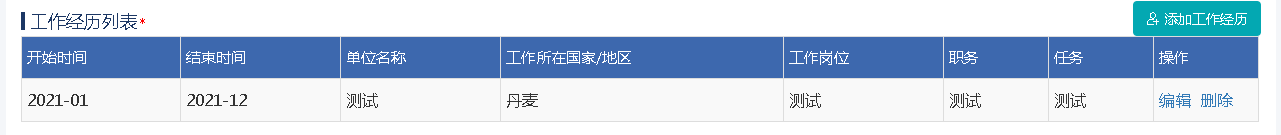 工作经历列表*
添加工作经历
开始时间 结束时间 单位名称 工作所在国家/地区 工作岗位 职务 任务 操作
2021-01 2021-12 测试 丹麦 测试 测试 测试 编辑 删除